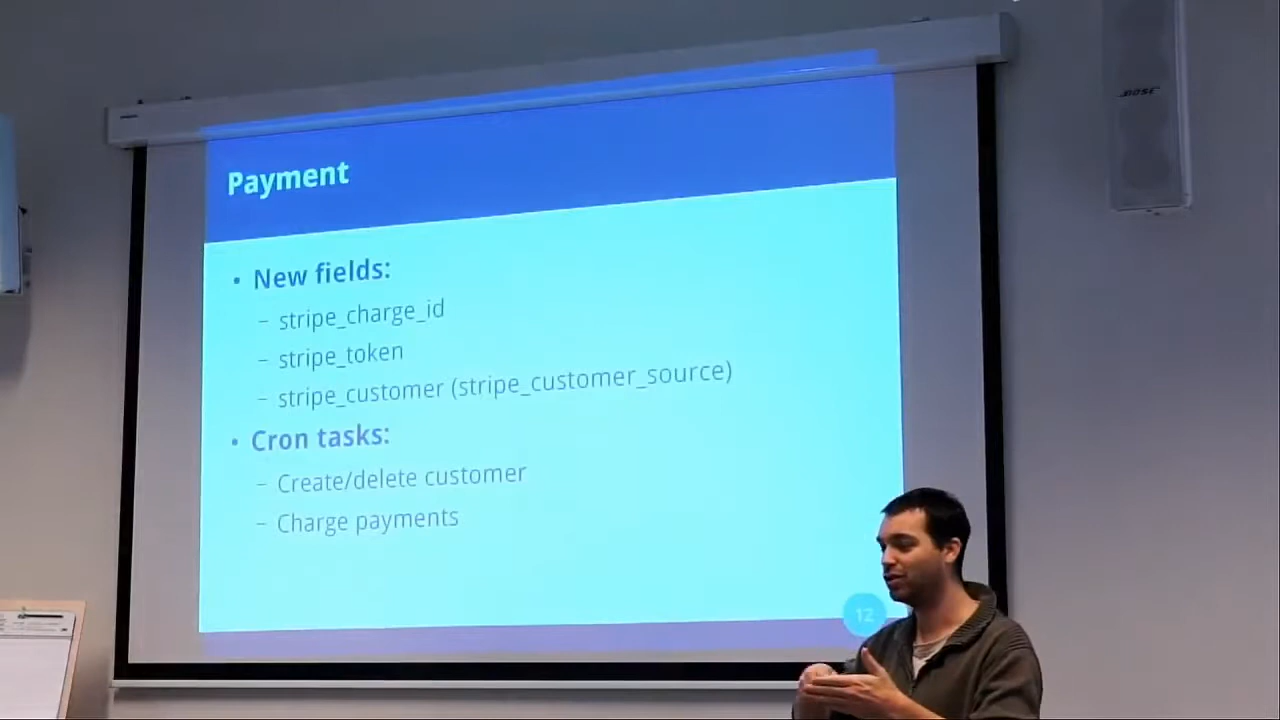 BOSE
Payment
• New fields:
– stripe_charge_id
– stripe_token
– stripe_customer (stripe_customer_source)
• Cron tasks:
– Create/delete customer
– Charge payments
12